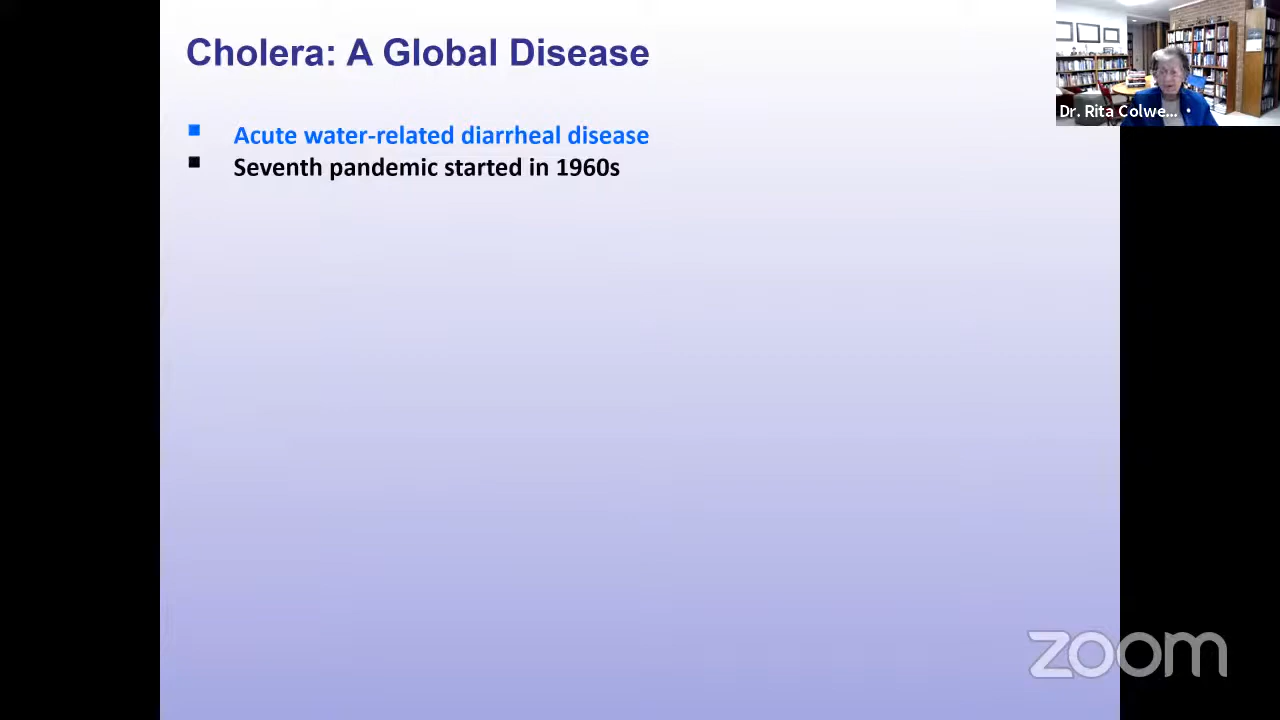 Cholera: A Global Disease
Dr. Rita Colwe...
Acute water-related diarrheal disease
Seventh pandemic started in 1960s
zoom